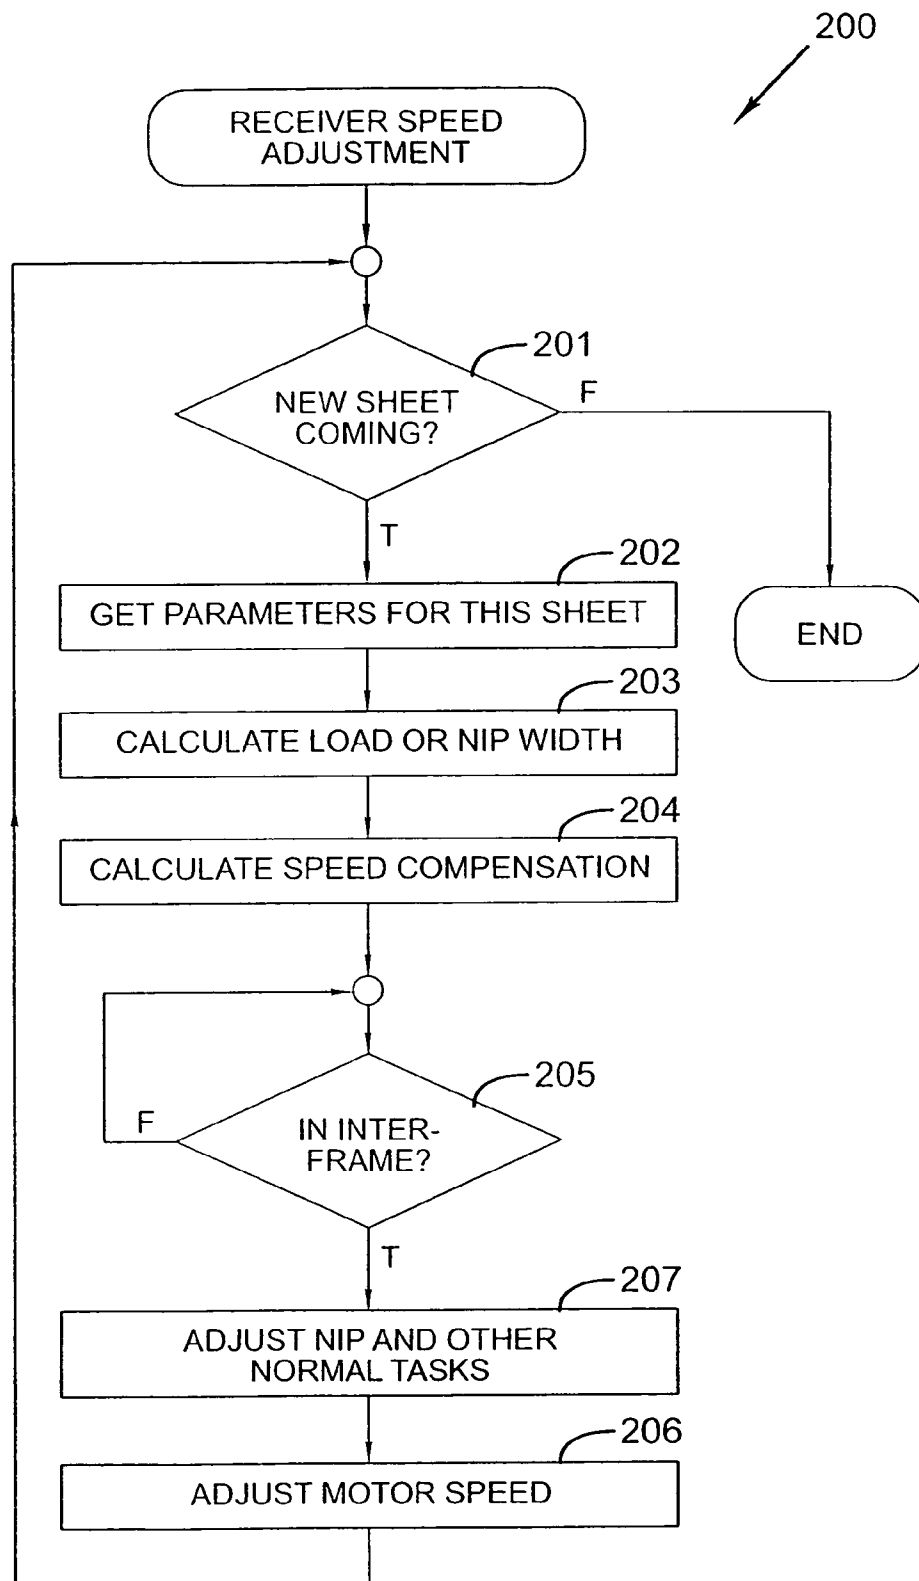 200
RECEIVER SPEED
ADJUSTMENT
201
NEW SHEET
COMING?
F
T
202
GET PARAMETERS FOR THIS SHEET
END
203
CALCULATE LOAD OR NIP WIDTH
204
CALCULATE SPEED COMPENSATION
205
IN INTER-
FRAME?
F
T
207
ADJUST NIP AND OTHER
NORMAL TASKS
206
ADJUST MOTOR SPEED